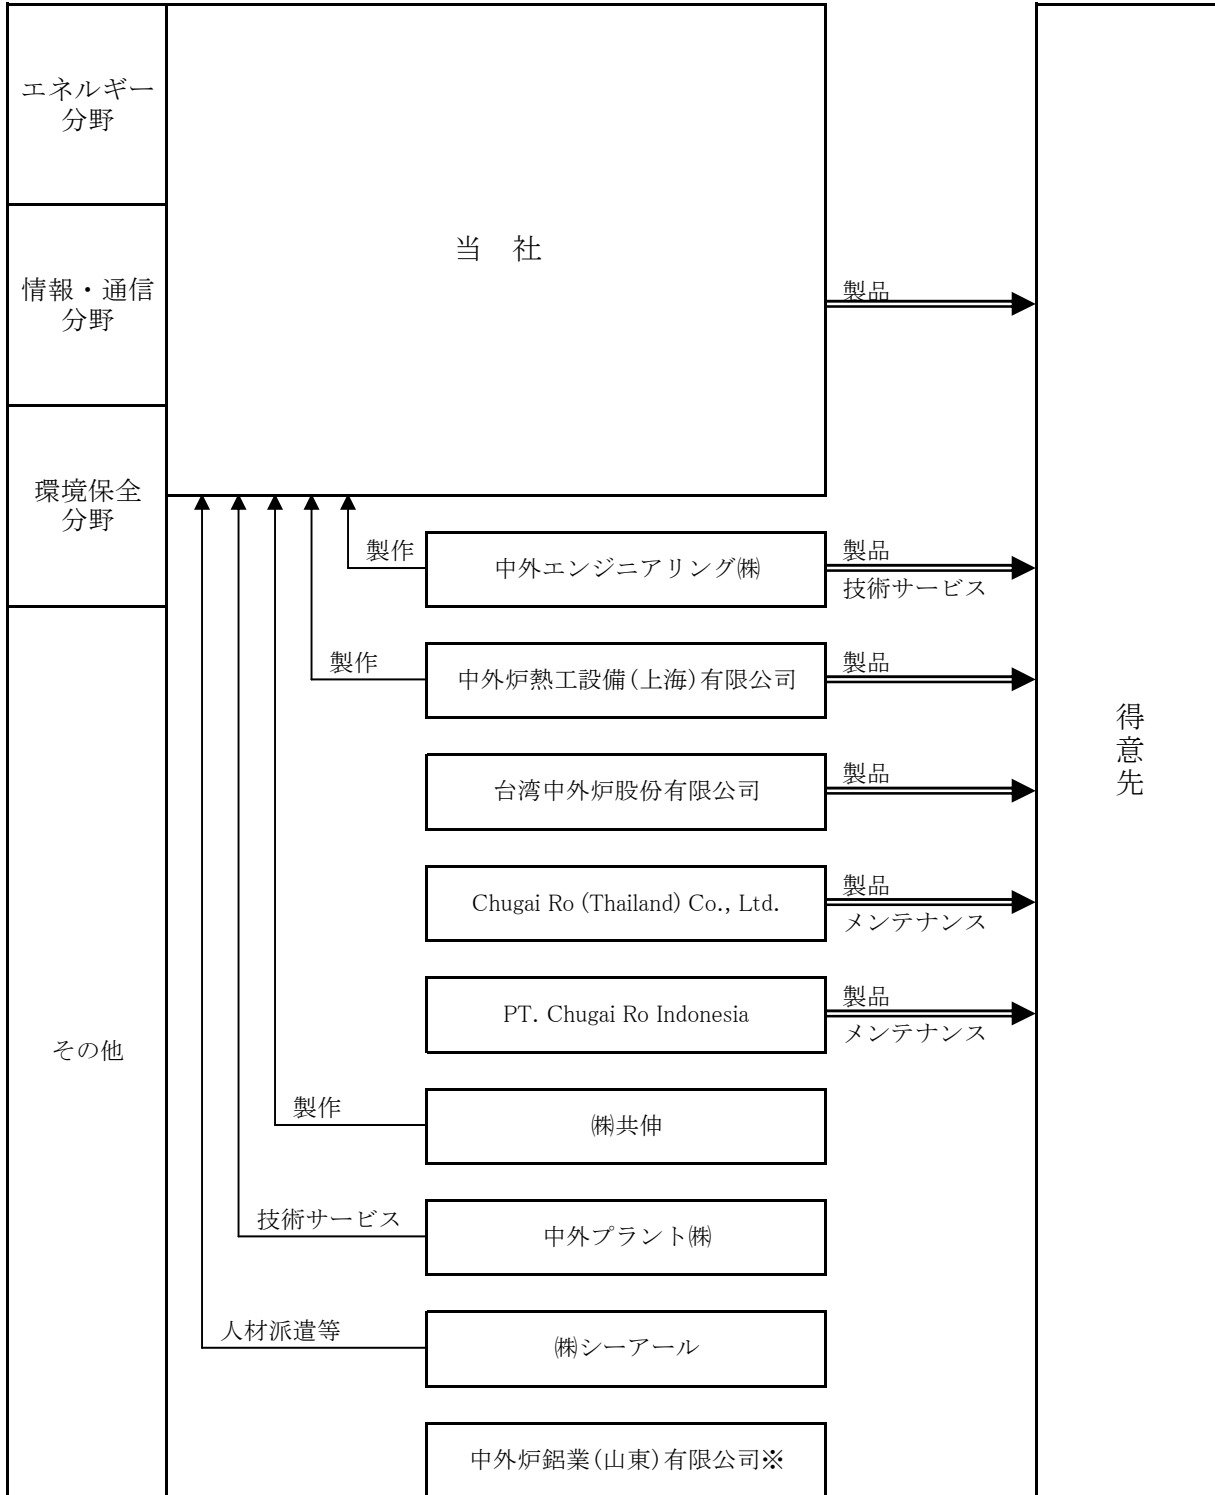 エネルギー
分野
情報・通信
分野
環境保全
分野
その他
当 社
製品
製作
中外エンジニアリング㈱
製品
技術サービス
製作
中外炉熱工設備(上海)有限公司
製品
台湾中外炉股份有限公司
製品
Chugai Ro (Thailand) Co., Ltd.
製品
メンテナンス
PT. Chugai Ro Indonesia
製品
メンテナンス
製作
㈱共伸
技術サービス
中外プラント㈱
人材派遣等
㈱シーアール
中外炉鋁業(山東)有限公司※
得意先